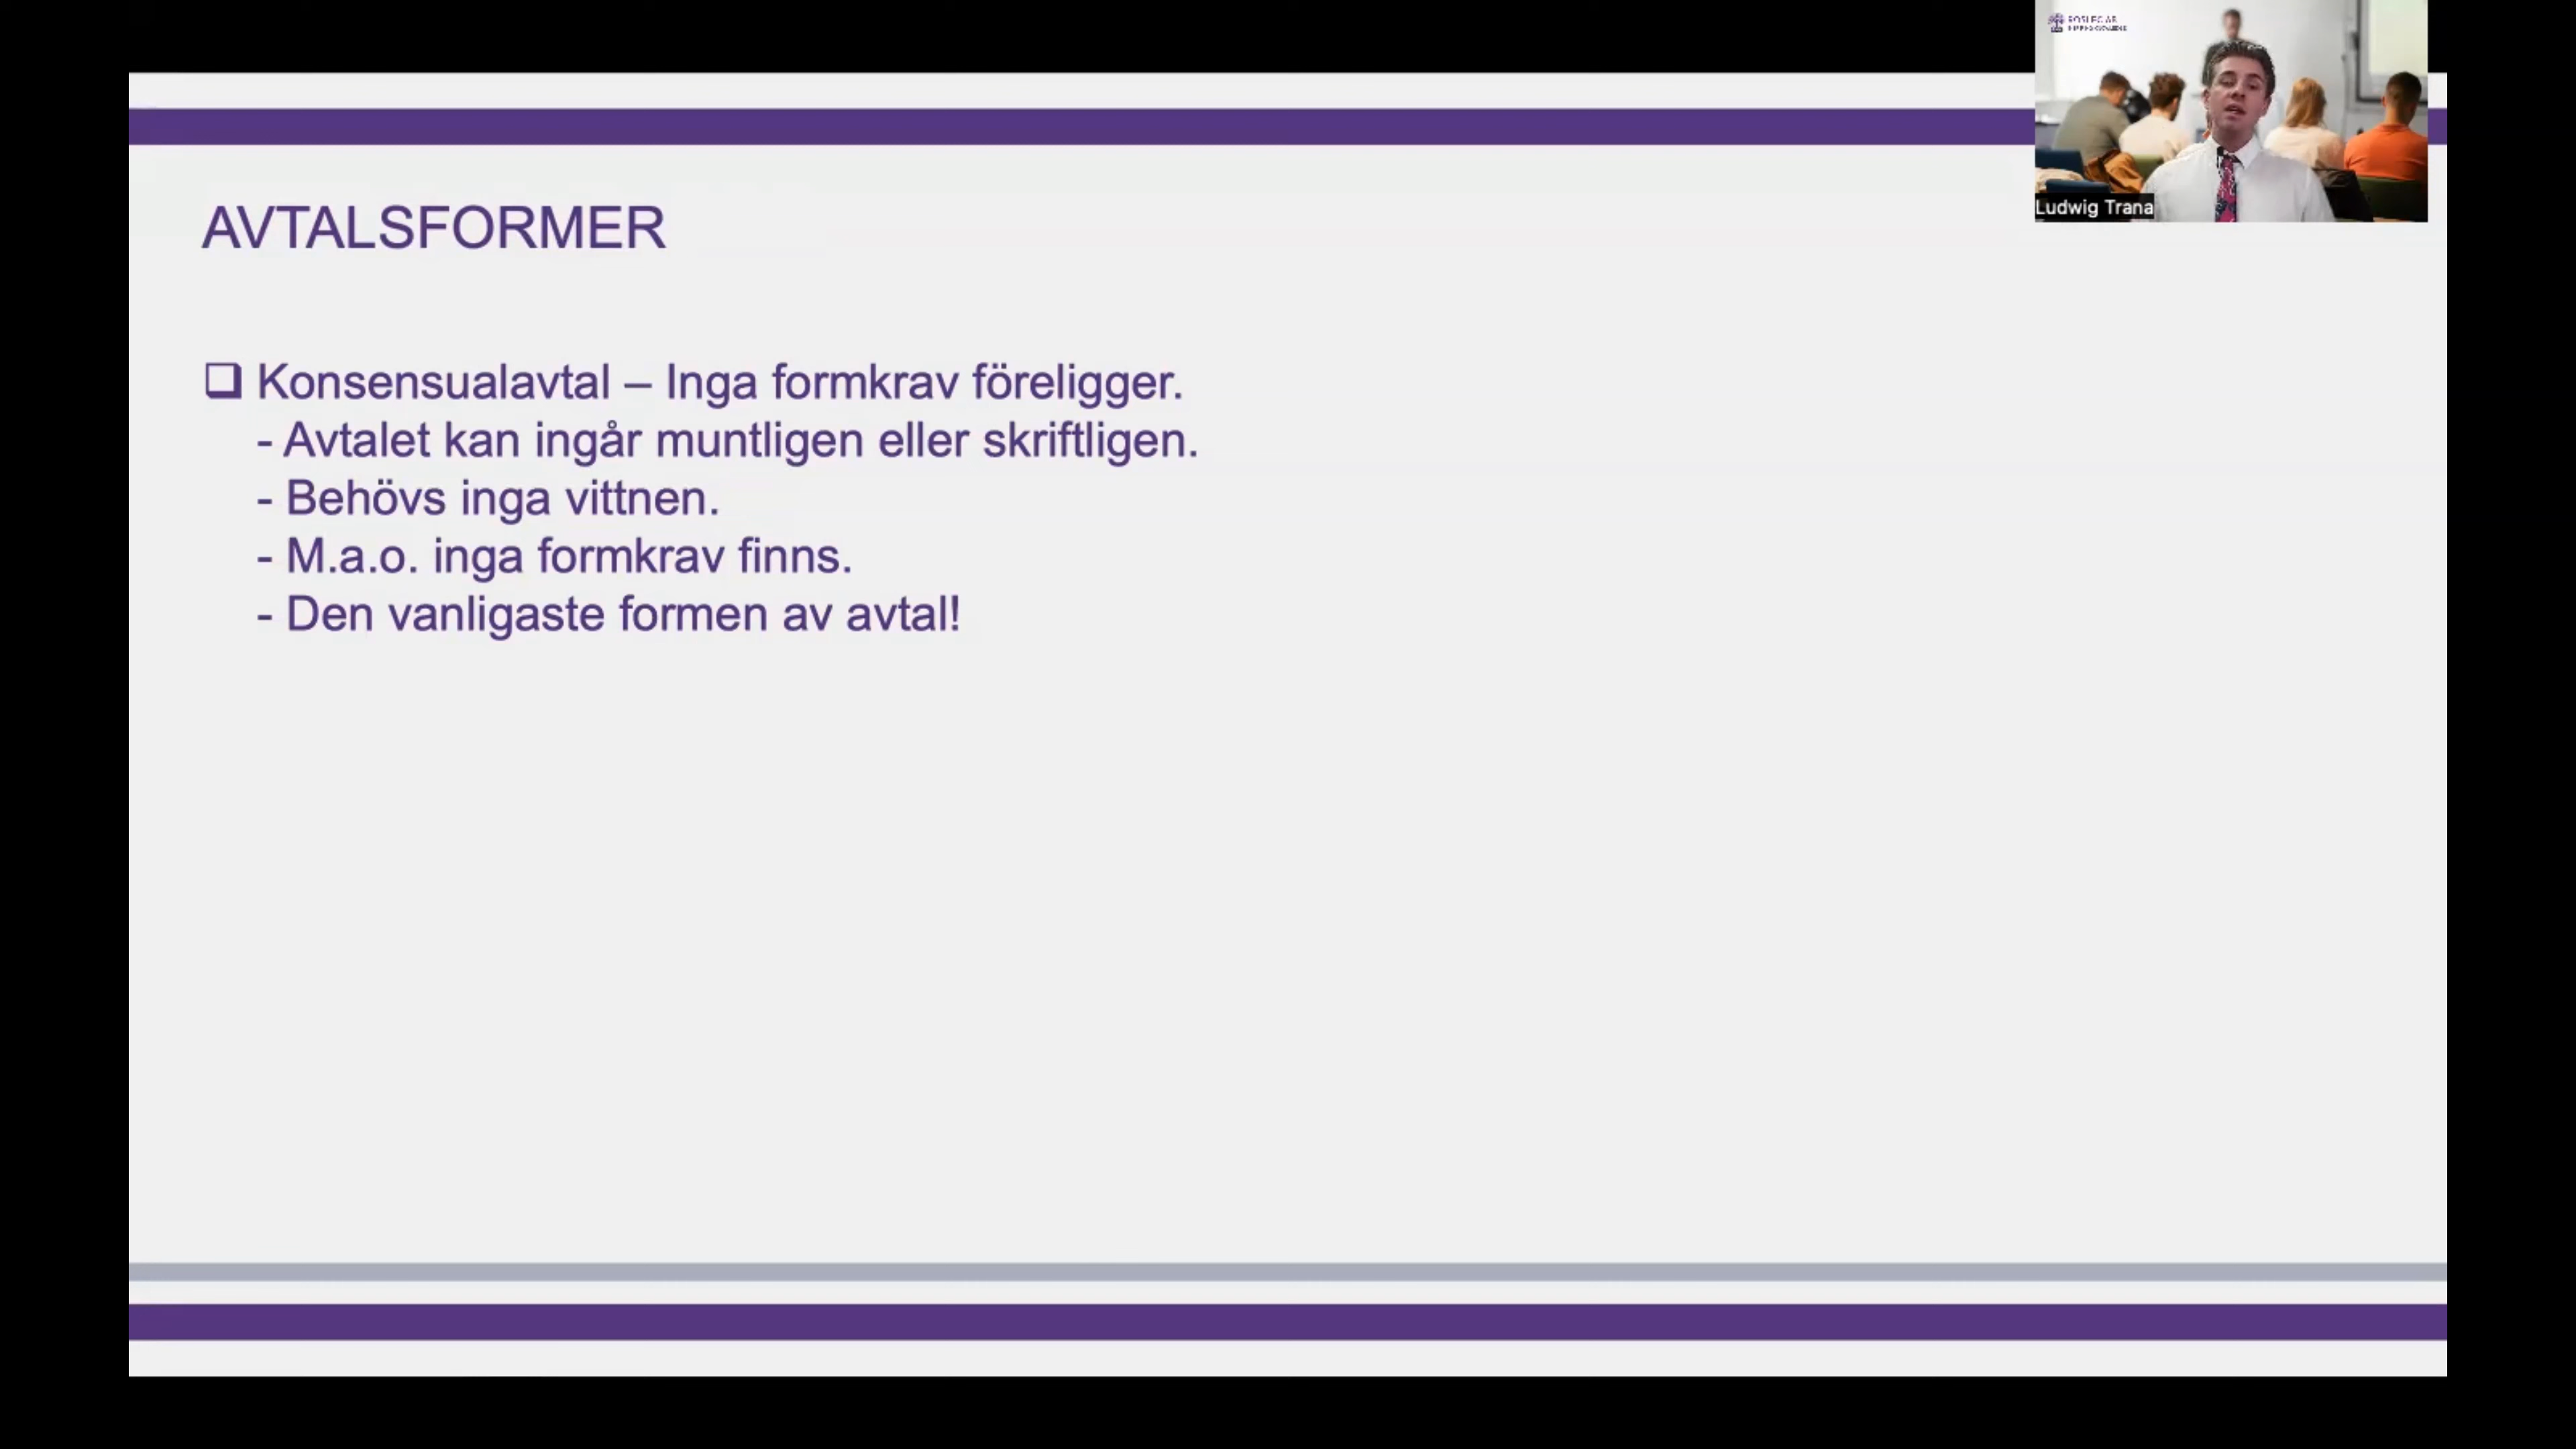 AVTALSFORMER
Konsensualavtal – Inga formkrav föreligger.
- Avtalet kan ingår muntligen eller skriftligen.
- Behövs inga vittnen.
- M.a.o. inga formkrav finns.
- Den vanligaste formen av avtal!
Ludwig Trana